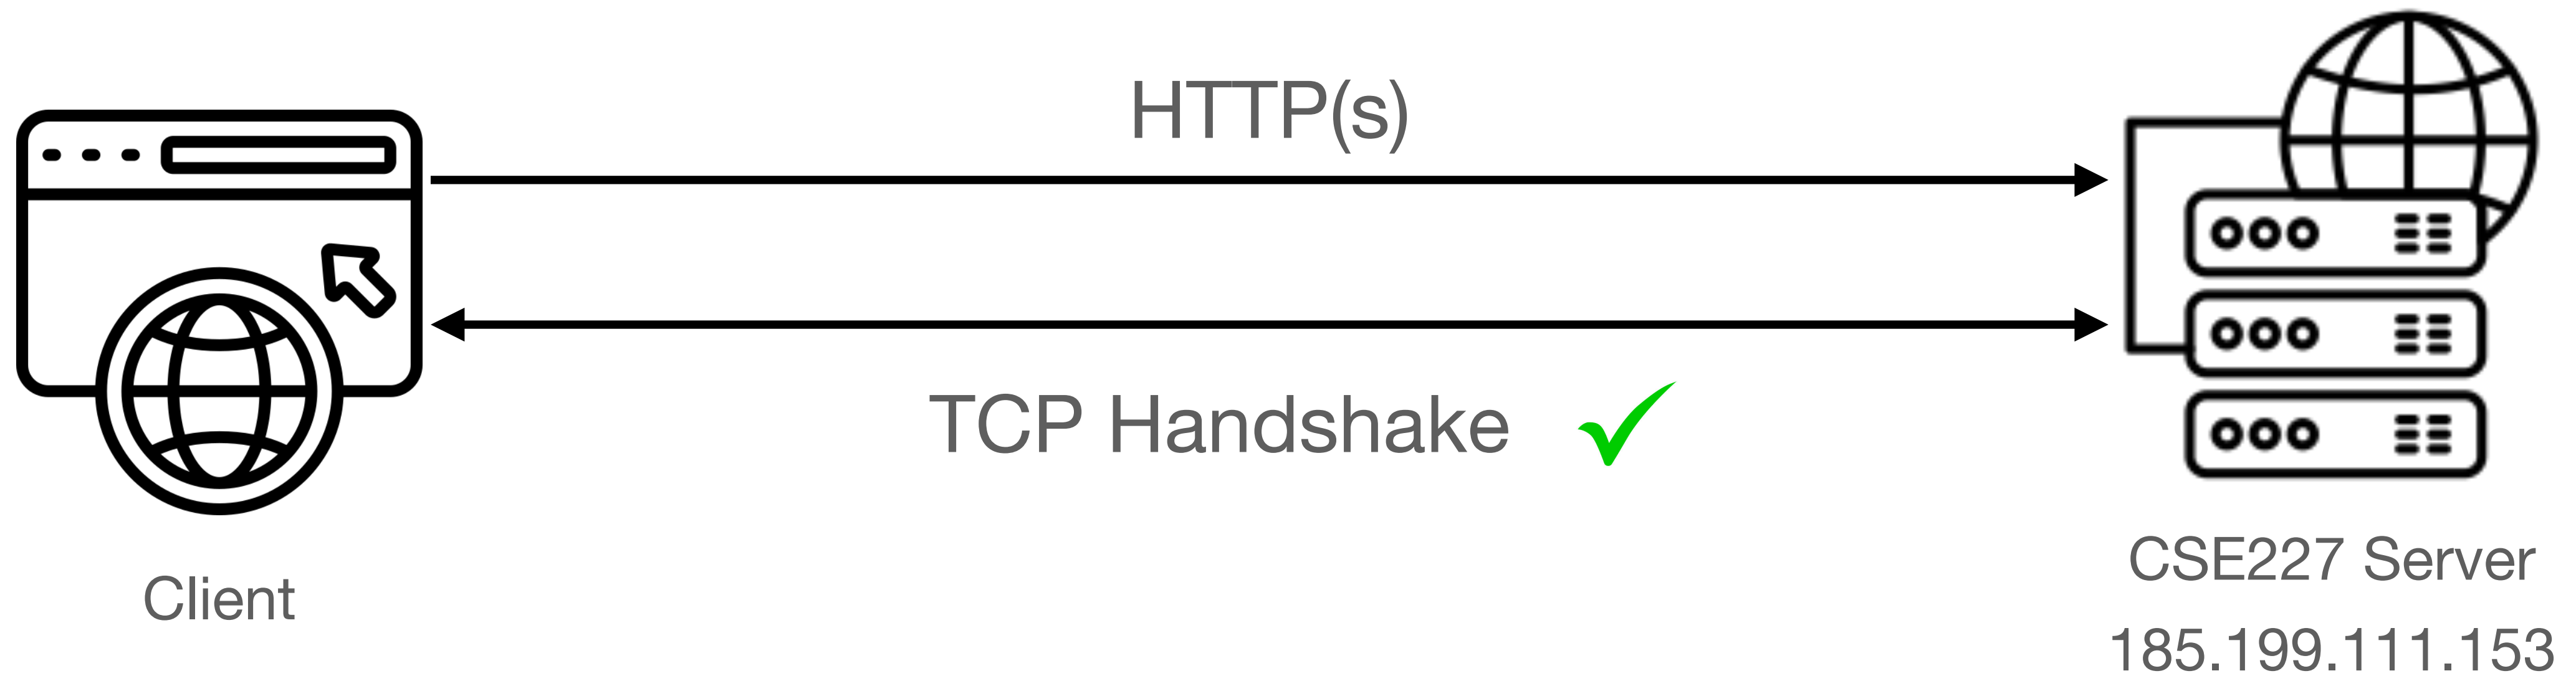 HTTP(s)
TCP Handshake
Client
CSE227 Server
185.199.111.153